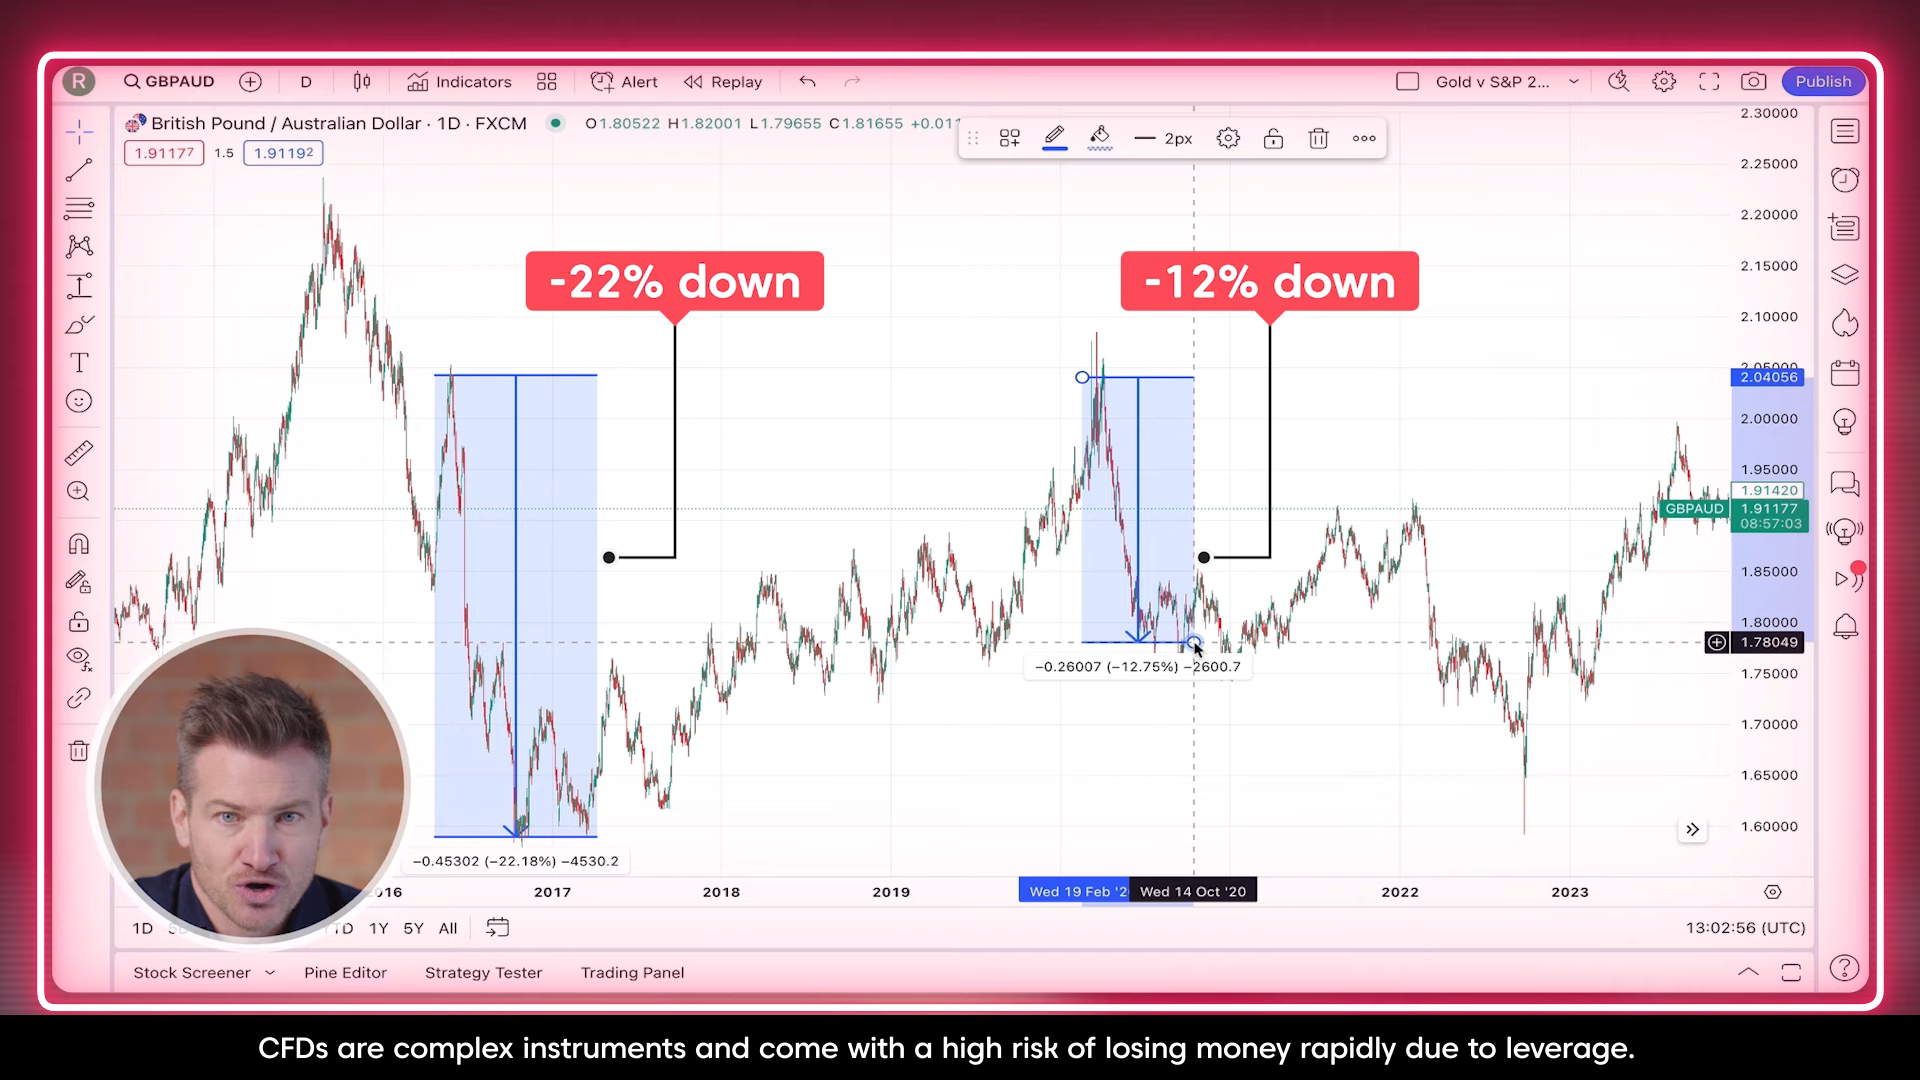 R
GBPAUD
D
Indicators
Alert
Replay
Gold v S&P 2...
Publish
British Pound / Australian Dollar · 1D · FXCM
O1.80522 H1.82001 L1.79655 C1.81655
2px
1.91177 1.5 1.91192
2.30000
2.25000
2.20000
2.15000
2.10000
2.04056
2.00000
1.95000
1.91420
GBPAUD 1.91177
08:57:03
1.85000
1.80000
1.78049
1.75000
1.70000
1.65000
1.60000
-22% down
-12% down
−0.26007 (−12.75%) −2600.7
−0.45302 (−22.18%) −4530.2
2017
2018
2019
Wed 19 Feb '2
Wed 14 Oct '20
2022
2023
1D
1Y
5Y
All
13:02:56 (UTC)
Stock Screener
Pine Editor
Strategy Tester
Trading Panel
CFDs are complex instruments and come with a high risk of losing money rapidly due to leverage.